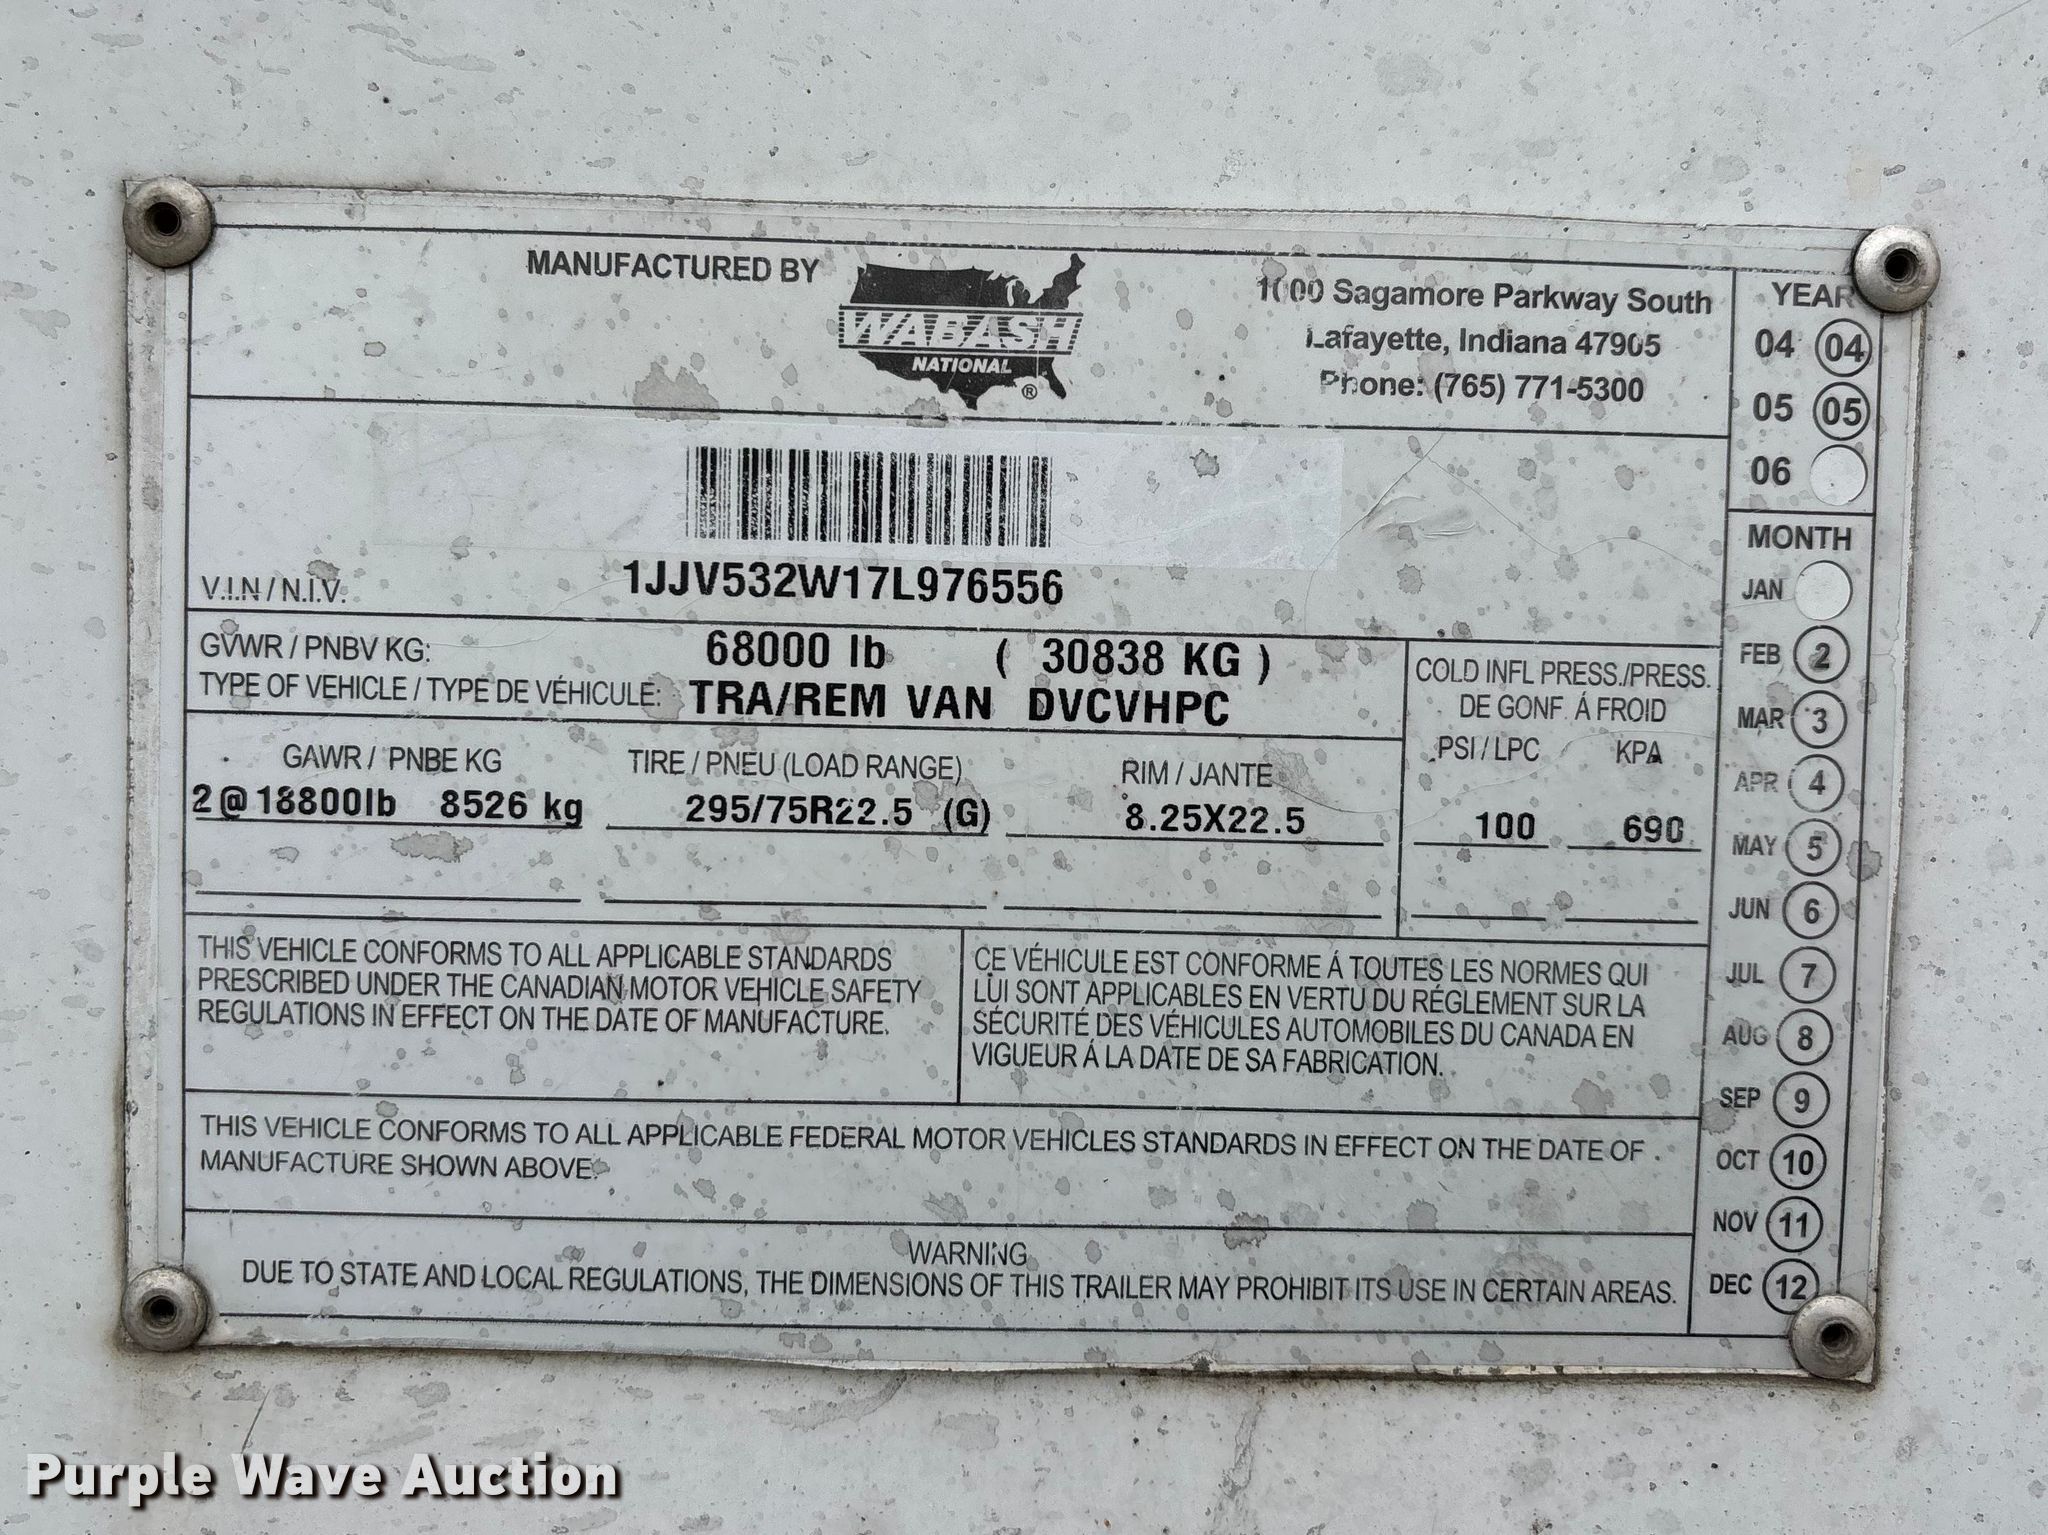 MANUFACTURED BY
WABASH
NATIONAL
®
1000 Sagamore Parkway South
Lafayette, Indiana 47905
Phone: (765) 771-5300
YEAR
04 04
05 05
06
MONTH
JAN
FEB 2
MAR 3
APR 4
MAY 5
JUN 6
JUL 7
AUG 8
SEP 9
OCT 10
NOV 11
DEC 12
V.I.N / N.I.V. 1JJV532W17L976556
GVWR / PNBV KG: 68000 lb ( 30838 KG )
TYPE OF VEHICLE / TYPE DE VÉHICULE: TRA/REM VAN DVCVHPC
COLD INFL PRESS./PRESS.
DE GONF. Á FROID
PSI / LPC KPA
100 690
GAWR / PNBE KG TIRE / PNEU (LOAD RANGE) RIM / JANTE
2@18800lb 8526 kg 295/75R22.5 (G) 8.25X22.5
THIS VEHICLE CONFORMS TO ALL APPLICABLE STANDARDS
PRESCRIBED UNDER THE CANADIAN MOTOR VEHICLE SAFETY
REGULATIONS IN EFFECT ON THE DATE OF MANUFACTURE.
CE VÉHICULE EST CONFORME Á TOUTES LES NORMES QUI
LUI SONT APPLICABLES EN VERTU DU RÉGLEMENT SUR LA
SÉCURITÉ DES VÉHICULES AUTOMOBILES DU CANADA EN
VIGUEUR Á LA DATE DE SA FABRICATION.
THIS VEHICLE CONFORMS TO ALL APPLICABLE FEDERAL MOTOR VEHICLES STANDARDS IN EFFECT ON THE DATE OF
MANUFACTURE SHOWN ABOVE.
WARNING
DUE TO STATE AND LOCAL REGULATIONS, THE DIMENSIONS OF THIS TRAILER MAY PROHIBIT ITS USE IN CERTAIN AREAS.
Purple Wave Auction